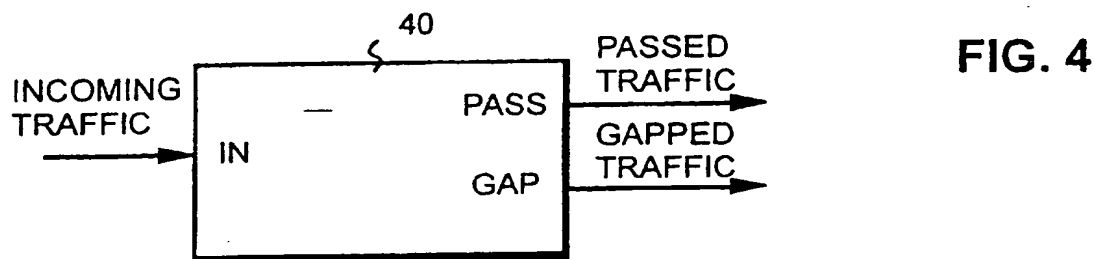 40
FIG. 4
INCOMING
TRAFFIC
IN
PASS
GAP
PASSED
TRAFFIC
GAPPED
TRAFFIC